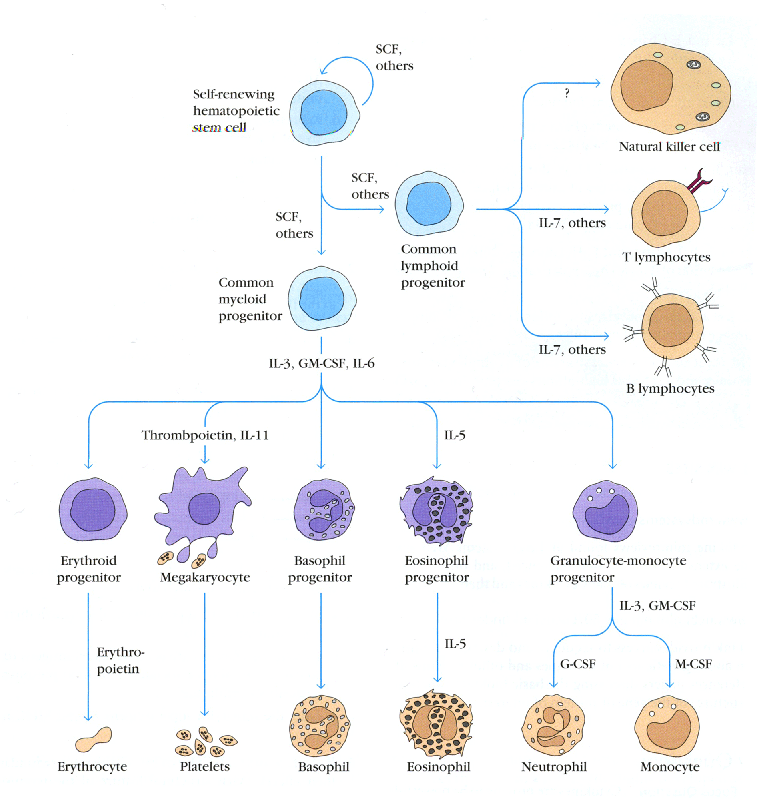 SCF,
others
Self-renewing
hematopoietic
stem cell
?
Natural killer cell
SCF,
others
SCF,
others
IL-7, others
Common
lymphoid
progenitor
T lymphocytes
Common
mycloid
progenitor
IL-7, others
IL-3, GM-CSF, IL-6
B lymphocytes
Thrombpoietin, IL-11
IL-5
Erythroid
progenitor
Megakaryocyte
Basophil
progenitor
Eosinophil
progenitor
Granulocyte-monocyte
progenitor
IL-3, GM-CSF
Erythro-
poietin
IL-5
G-CSF
M-CSF
Erythrocyte
Platelets
Basophil
Eosinophil
Neutrophil
Monocyte